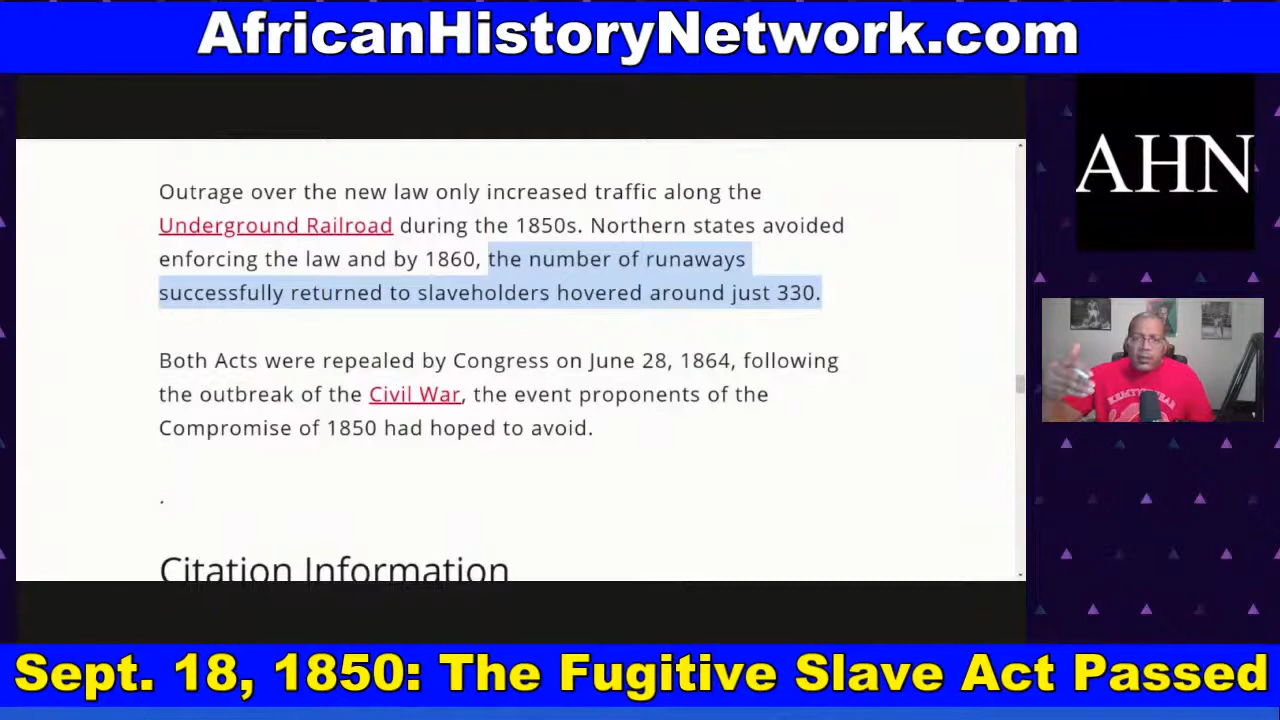 AfricanHistoryNetwork.com
AHN
Outrage over the new law only increased traffic along the
Underground Railroad during the 1850s. Northern states avoided
enforcing the law and by 1860, the number of runaways
successfully returned to slaveholders hovered around just 330.
Both Acts were repealed by Congress on June 28, 1864, following
the outbreak of the Civil War, the event proponents of the
Compromise of 1850 had hoped to avoid.
.
Citation Information
Sept. 18, 1850: The Fugitive Slave Act Passed